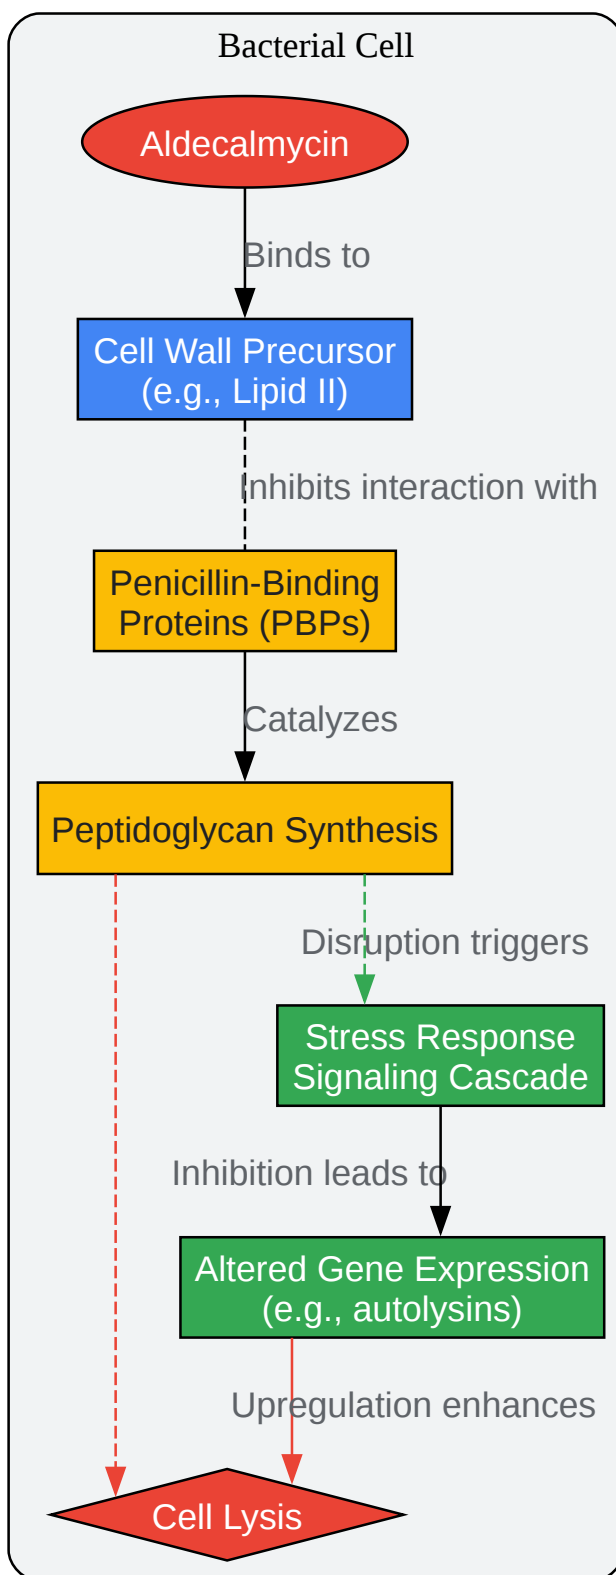 Bacterial Cell
Aldecalmycin
Binds to
Cell Wall Precursor
(e.g., Lipid II)
Inhibits interaction with
Penicillin-Binding
Proteins (PBPs)
Catalyzes
Peptidoglycan Synthesis
Disruption triggers
Stress Response
Signaling Cascade
Inhibition leads to
Altered Gene Expression
(e.g., autolysins)
Upregulation enhances
Cell Lysis